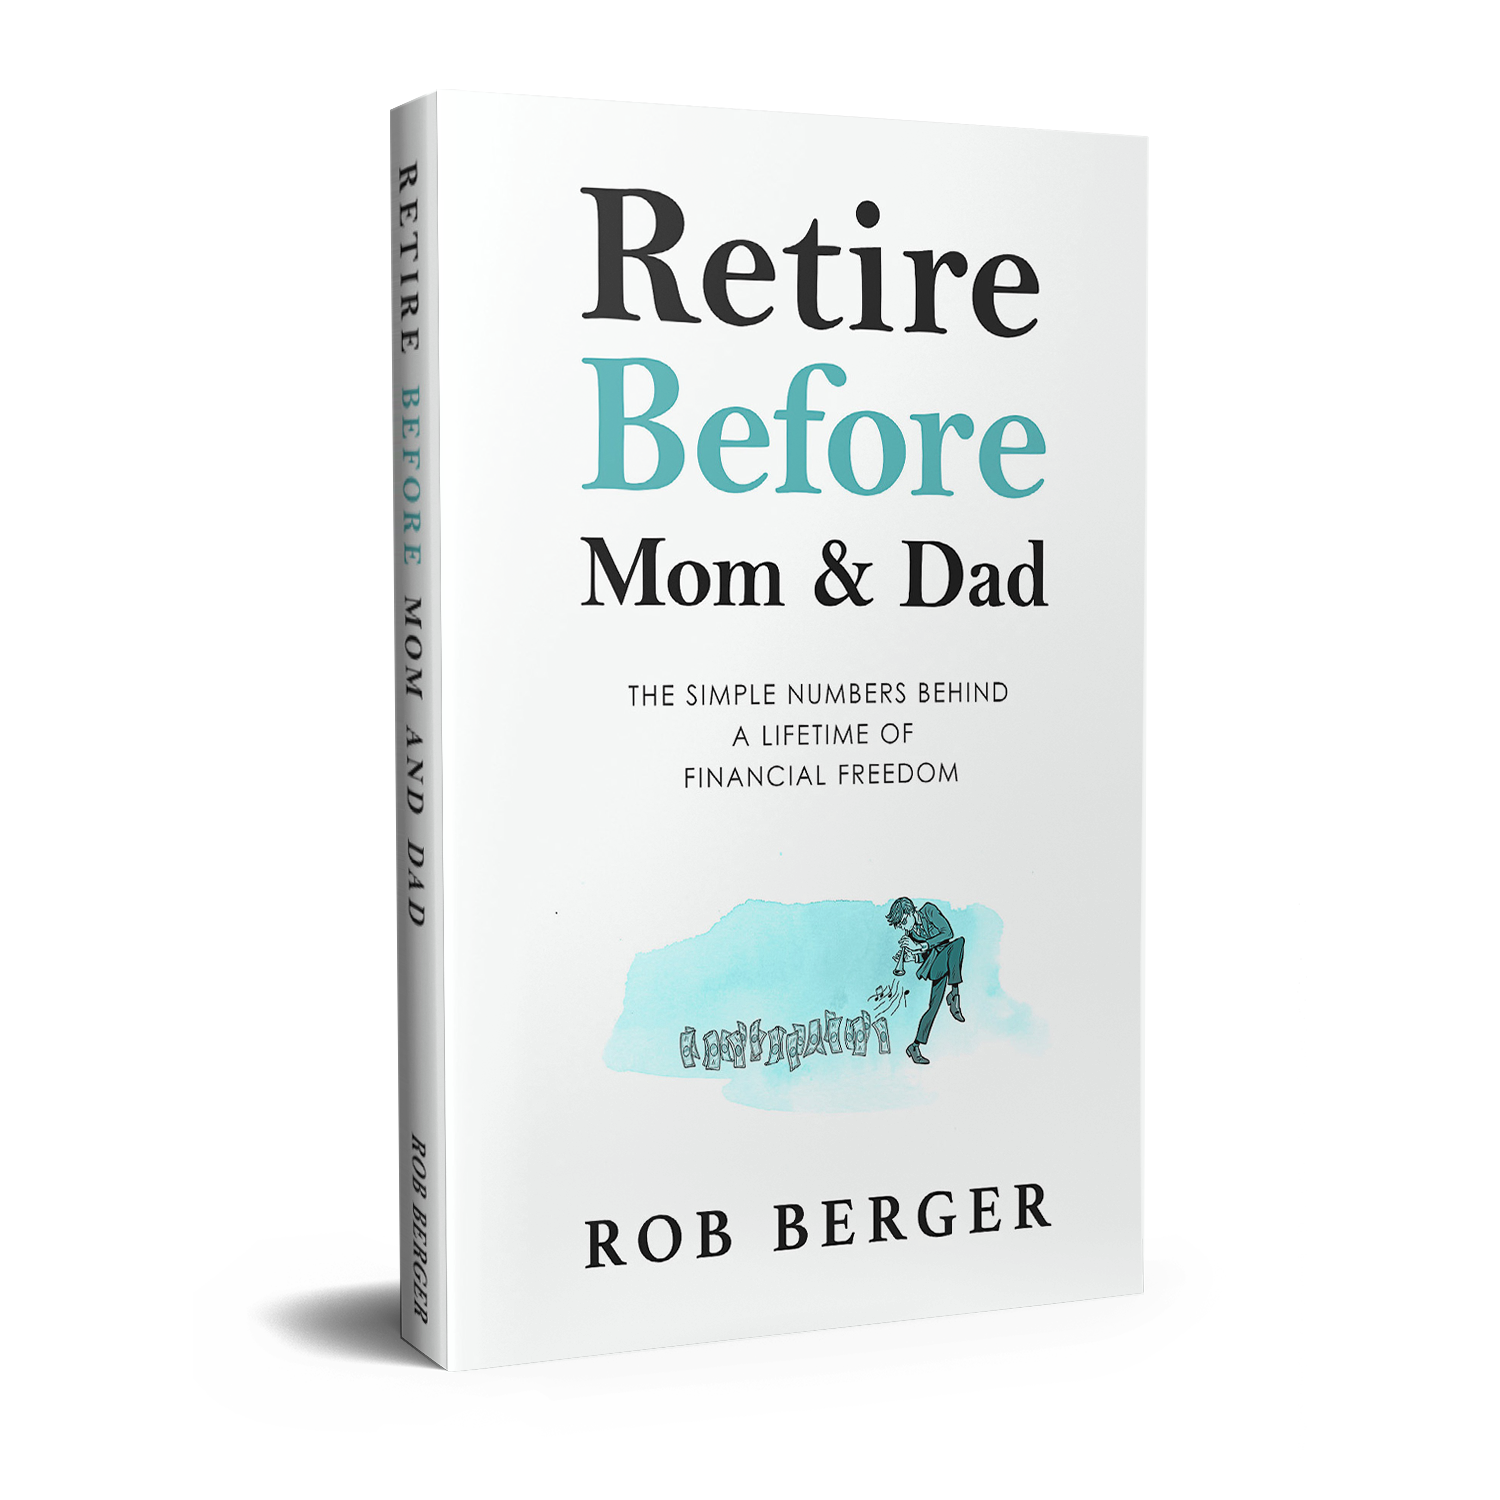 RETIRE BEFORE MOM AND DAD
ROB BERGER
Retire
Before
Mom & Dad
THE SIMPLE NUMBERS BEHIND
A LIFETIME OF
FINANCIAL FREEDOM
ROB BERGER